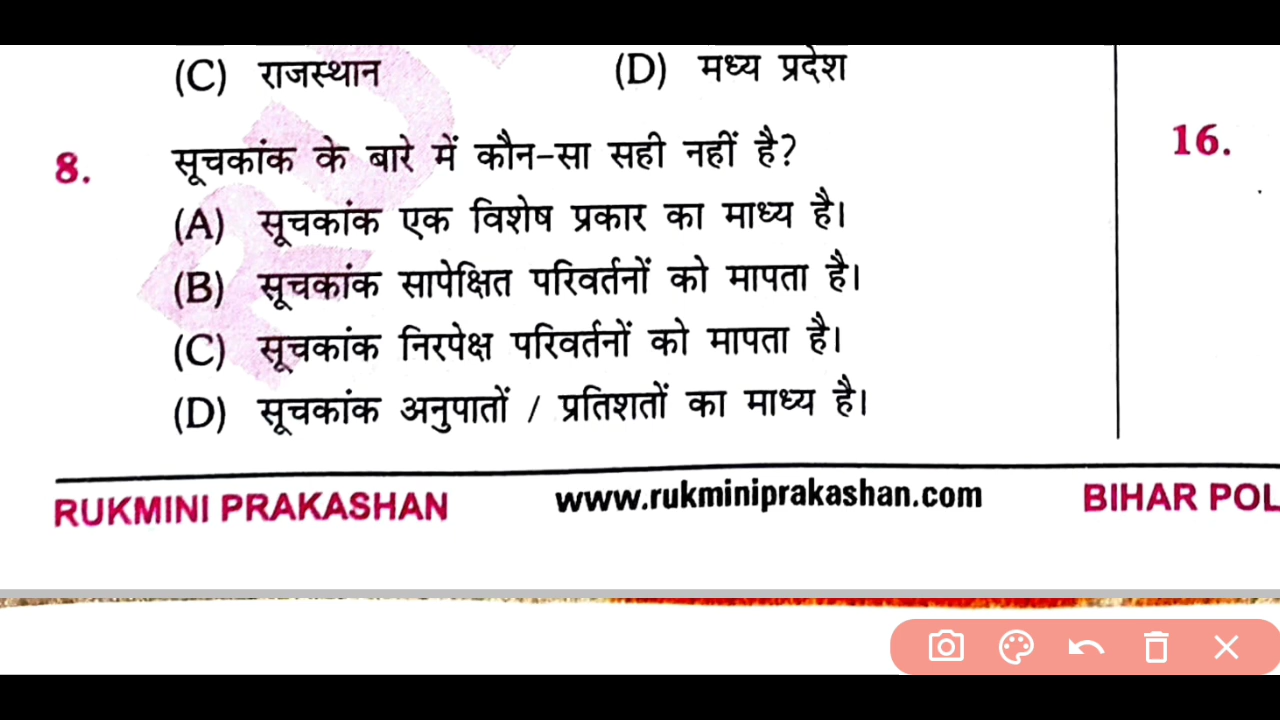 (C) राजस्थान (D) मध्य प्रदेश
8. सूचकांक के बारे में कौन-सा सही नहीं है?
(A) सूचकांक एक विशेष प्रकार का माध्य है।
(B) सूचकांक सापेक्षित परिवर्तनों को मापता है।
(C) सूचकांक निरपेक्ष परिवर्तनों को मापता है।
(D) सूचकांक अनुपातों / प्रतिशतों का माध्य है।
16.
RUKMINI PRAKASHAN www.rukminiprakashan.com BIHAR POL